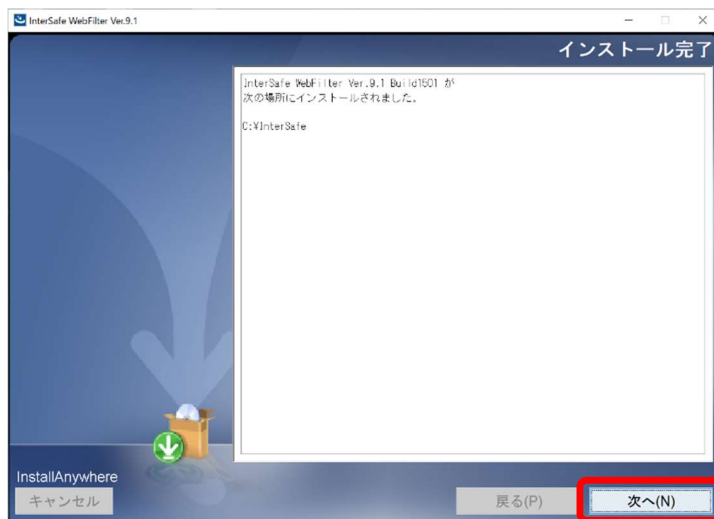 InterSafe WebFilter Ver.9.1
インストール完了
InterSafe WebFilter Ver.9.1 Build1501 が
次の場所にインストールされました。
C:¥InterSafe
InstallAnywhere
キャンセル
戻る(P)
次へ(N)